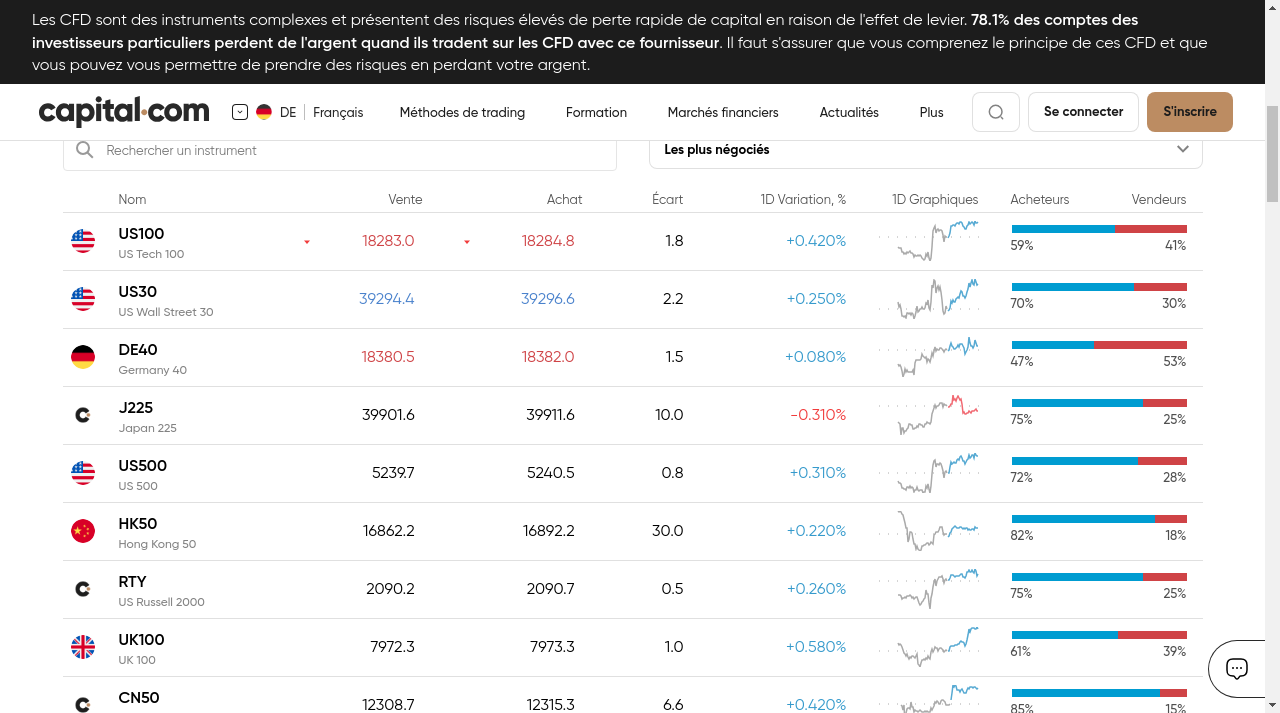 Les CFD sont des instruments complexes et présentent des risques élevés de perte rapide de capital en raison de l'effet de levier. 78.1% des comptes des
investisseurs particuliers perdent de l'argent quand ils tradent sur les CFD avec ce fournisseur. Il faut s'assurer que vous comprenez le principe de ces CFD et que
vous pouvez vous permettre de prendre des risques en perdant votre argent.
capital.com DE Français Méthodes de trading Formation Marchés financiers Actualités Plus Se connecter S'inscrire
Rechercher un instrument Les plus négociés
Nom Vente Achat Écart 1D Variation, % 1D Graphiques Acheteurs Vendeurs
US100 18283.0 18284.8 1.8 +0.420%
US Tech 100 59% 41%
US30 39294.4 39296.6 2.2 +0.250%
US Wall Street 30 70% 30%
DE40 18380.5 18382.0 1.5 +0.080%
Germany 40 47% 53%
J225 39901.6 39911.6 10.0 -0.310%
Japan 225 75% 25%
US500 5239.7 5240.5 0.8 +0.310%
US 500 72% 28%
HK50 16862.2 16892.2 30.0 +0.220%
Hong Kong 50 82% 18%
RTY 2090.2 2090.7 0.5 +0.260%
US Russell 2000 75% 25%
UK100 7972.3 7973.3 1.0 +0.580%
UK 100 61% 39%
CN50 12308.7 12315.3 6.6 +0.420%
85% 15%